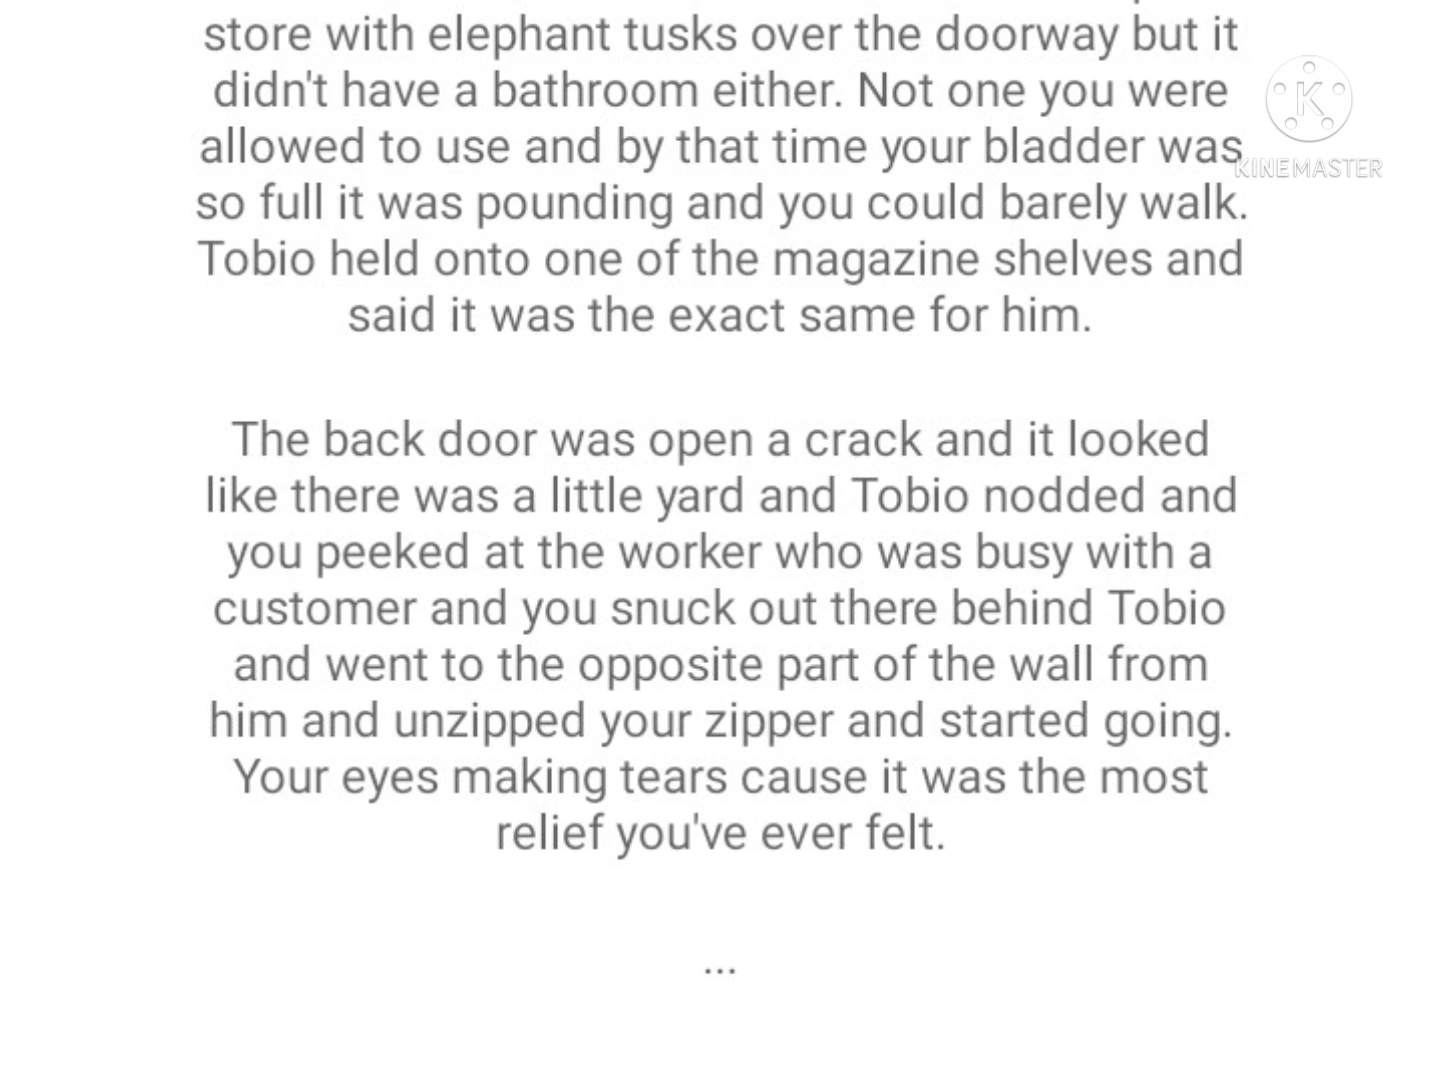 store with elephant tusks over the doorway but it
didn't have a bathroom either. Not one you were
allowed to use and by that time your bladder was
so full it was pounding and you could barely walk.
Tobio held onto one of the magazine shelves and
said it was the exact same for him.
The back door was open a crack and it looked
like there was a little yard and Tobio nodded and
you peeked at the worker who was busy with a
customer and you snuck out there behind Tobio
and went to the opposite part of the wall from
him and unzipped your zipper and started going.
Your eyes making tears cause it was the most
relief you've ever felt.
...
K
KINEMASTER